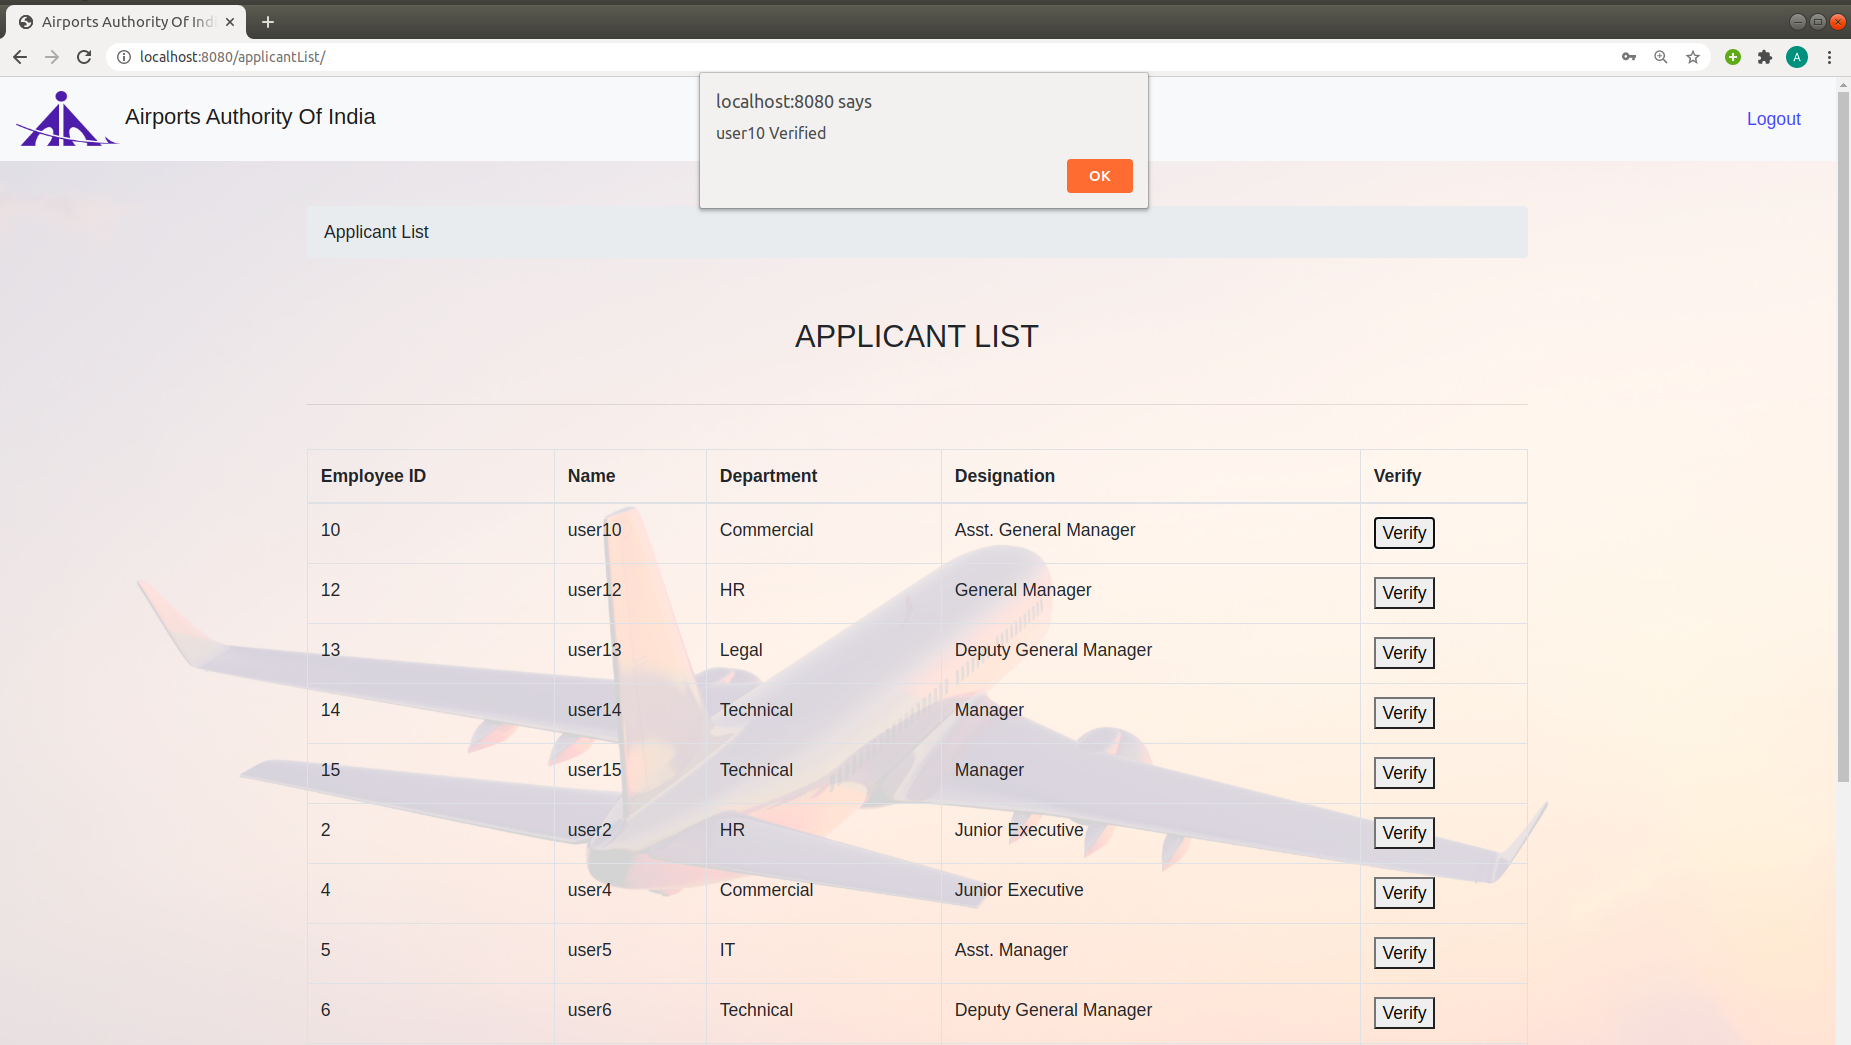 Airports Authority Of Indi
localhost:8080/applicantList/
A
Airports Authority Of India
Logout
localhost:8080 says
user10 Verified
OK
Applicant List
APPLICANT LIST
Employee ID Name Department Designation Verify
10 user10 Commercial Asst. General Manager Verify
12 user12 HR General Manager Verify
13 user13 Legal Deputy General Manager Verify
14 user14 Technical Manager Verify
15 user15 Technical Manager Verify
2 user2 HR Junior Executive Verify
4 user4 Commercial Junior Executive Verify
5 user5 IT Asst. Manager Verify
6 user6 Technical Deputy General Manager Verify